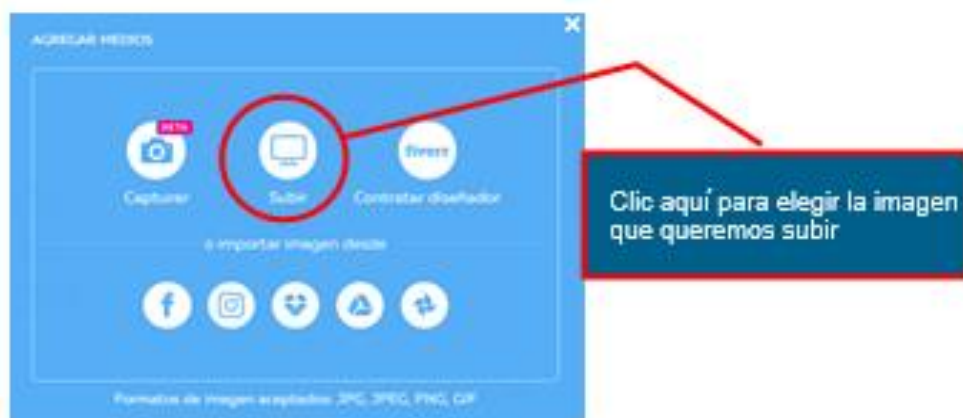 AGREGAR MEDIOS
BETA
fiverr
Capturer
Subir
Contratar diseñador
o importar imagen desde
Formatos de imagen aceptados: JPG, JPEG, PNG, GIF
Clic aquí para elegir la imagen
que queremos subir